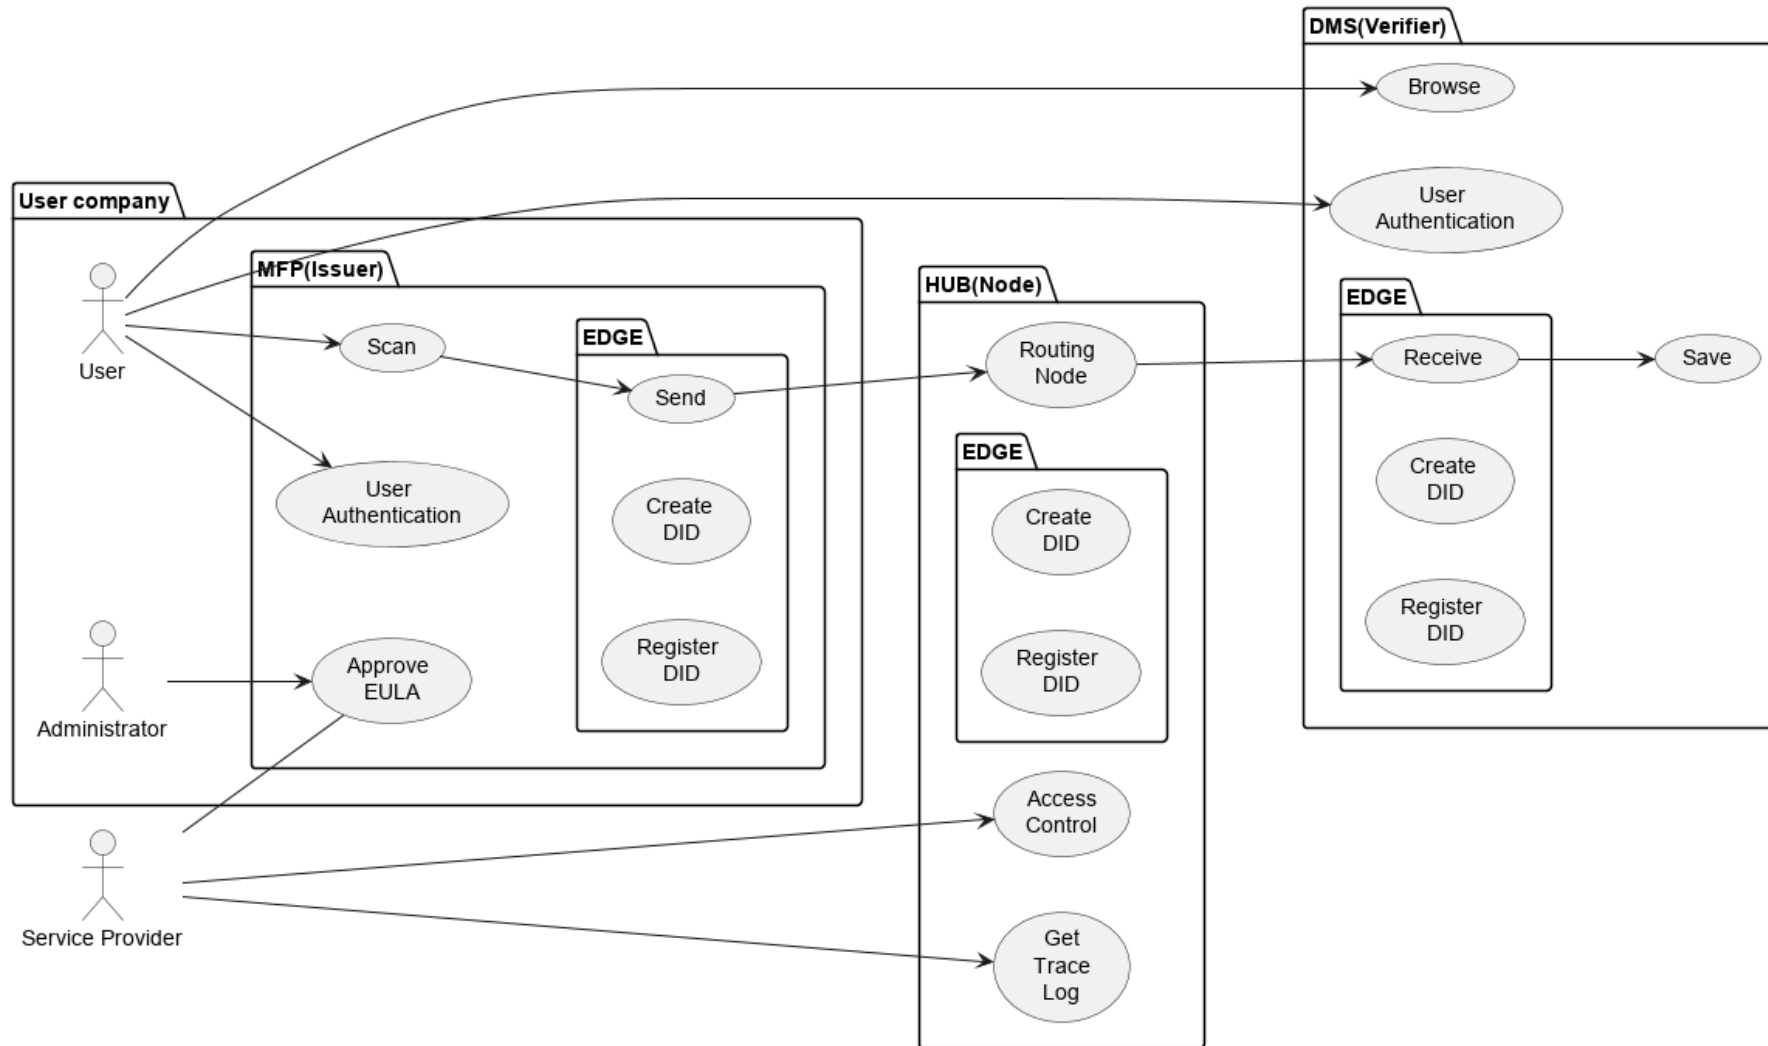 DMS(Verifier)
Browse
User
Authentication
User company
User
MFP(Issuer)
Scan
User
Authentication
Administrator
Approve
EULA
EDGE
Send
Create
DID
Register
DID
HUB(Node)
Routing
Node
EDGE
Create
DID
Register
DID
Access
Control
Get
Trace
Log
EDGE
Receive
Create
DID
Register
DID
Save
Service Provider